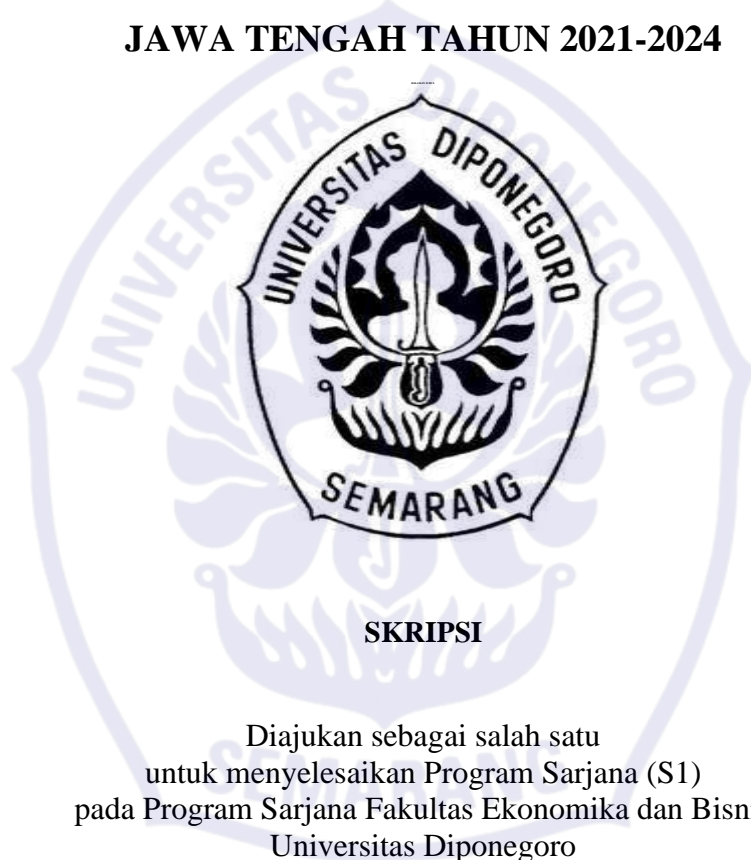 JAWA TENGAH TAHUN 2021-2024
UNIVERSITAS DIPONEGORO
SEMARANG
SKRIPSI
Diajukan sebagai salah satu
untuk menyelesaikan Program Sarjana (S1)
pada Program Sarjana Fakultas Ekonomika dan Bisn
Universitas Diponegoro